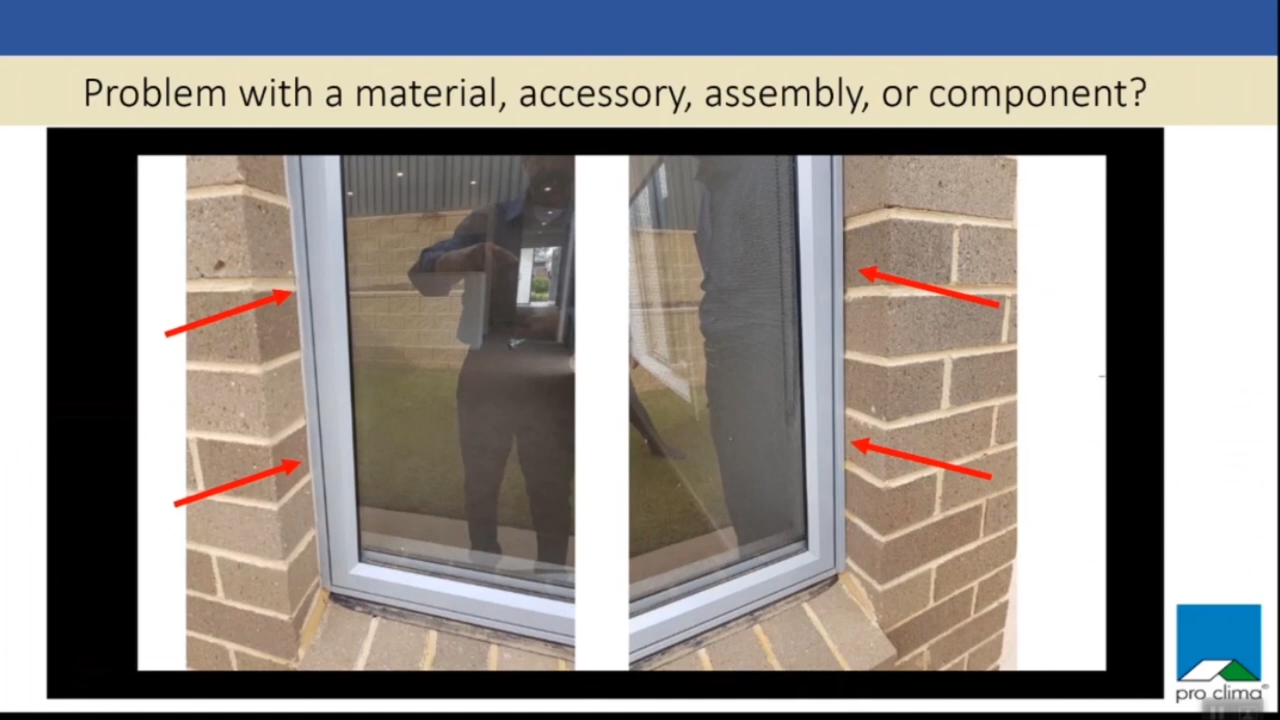 Problem with a material, accessory, assembly, or component?
pro clima®